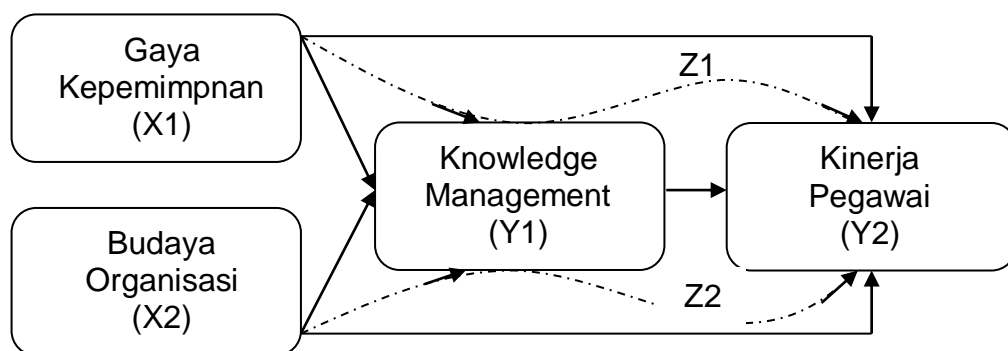 Gaya
Kepemimpnan
(X1)
Z1
Knowledge
Management
(Y1)
Kinerja
Pegawai
(Y2)
Budaya
Organisasi
(X2)
Z2